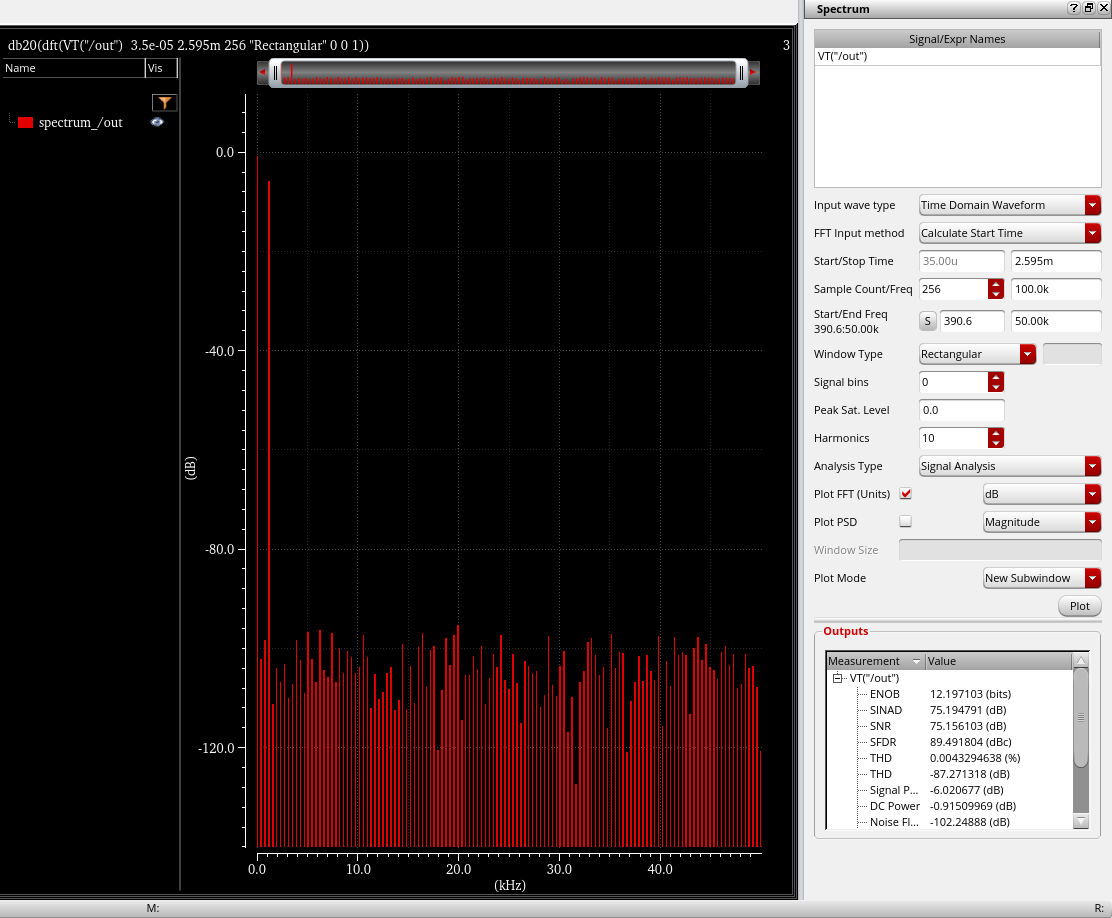 Spectrum
db20(dft(VT("/out")  3.5e-05 2.595m 256 "Rectangular" 0 0 1))
3
Name
Vis
spectrum_/out
0.0
-40.0
-80.0
-120.0
(dB)
0.0
10.0
20.0
30.0
40.0
(kHz)
Signal/Expr Names
VT("/out")
Input wave type
Time Domain Waveform
FFT Input method
Calculate Start Time
Start/Stop Time
35.00u
2.595m
Sample Count/Freq
256
100.0k
Start/End Freq
390.6:50.00k
S
390.6
50.00k
Window Type
Rectangular
Signal bins
0
Peak Sat. Level
0.0
Harmonics
10
Analysis Type
Signal Analysis
Plot FFT (Units)
dB
Plot PSD
Magnitude
Window Size
Plot Mode
New Subwindow
Plot
Outputs
Measurement
Value
VT("/out")
ENOB 12.197103 (bits)
SINAD 75.194791 (dB)
SNR 75.156103 (dB)
SFDR 89.491804 (dBc)
THD 0.0043294638 (%)
THD -87.271318 (dB)
Signal P... -6.020677 (dB)
DC Power -0.91509969 (dB)
Noise Fl... -102.24888 (dB)
M:
R: